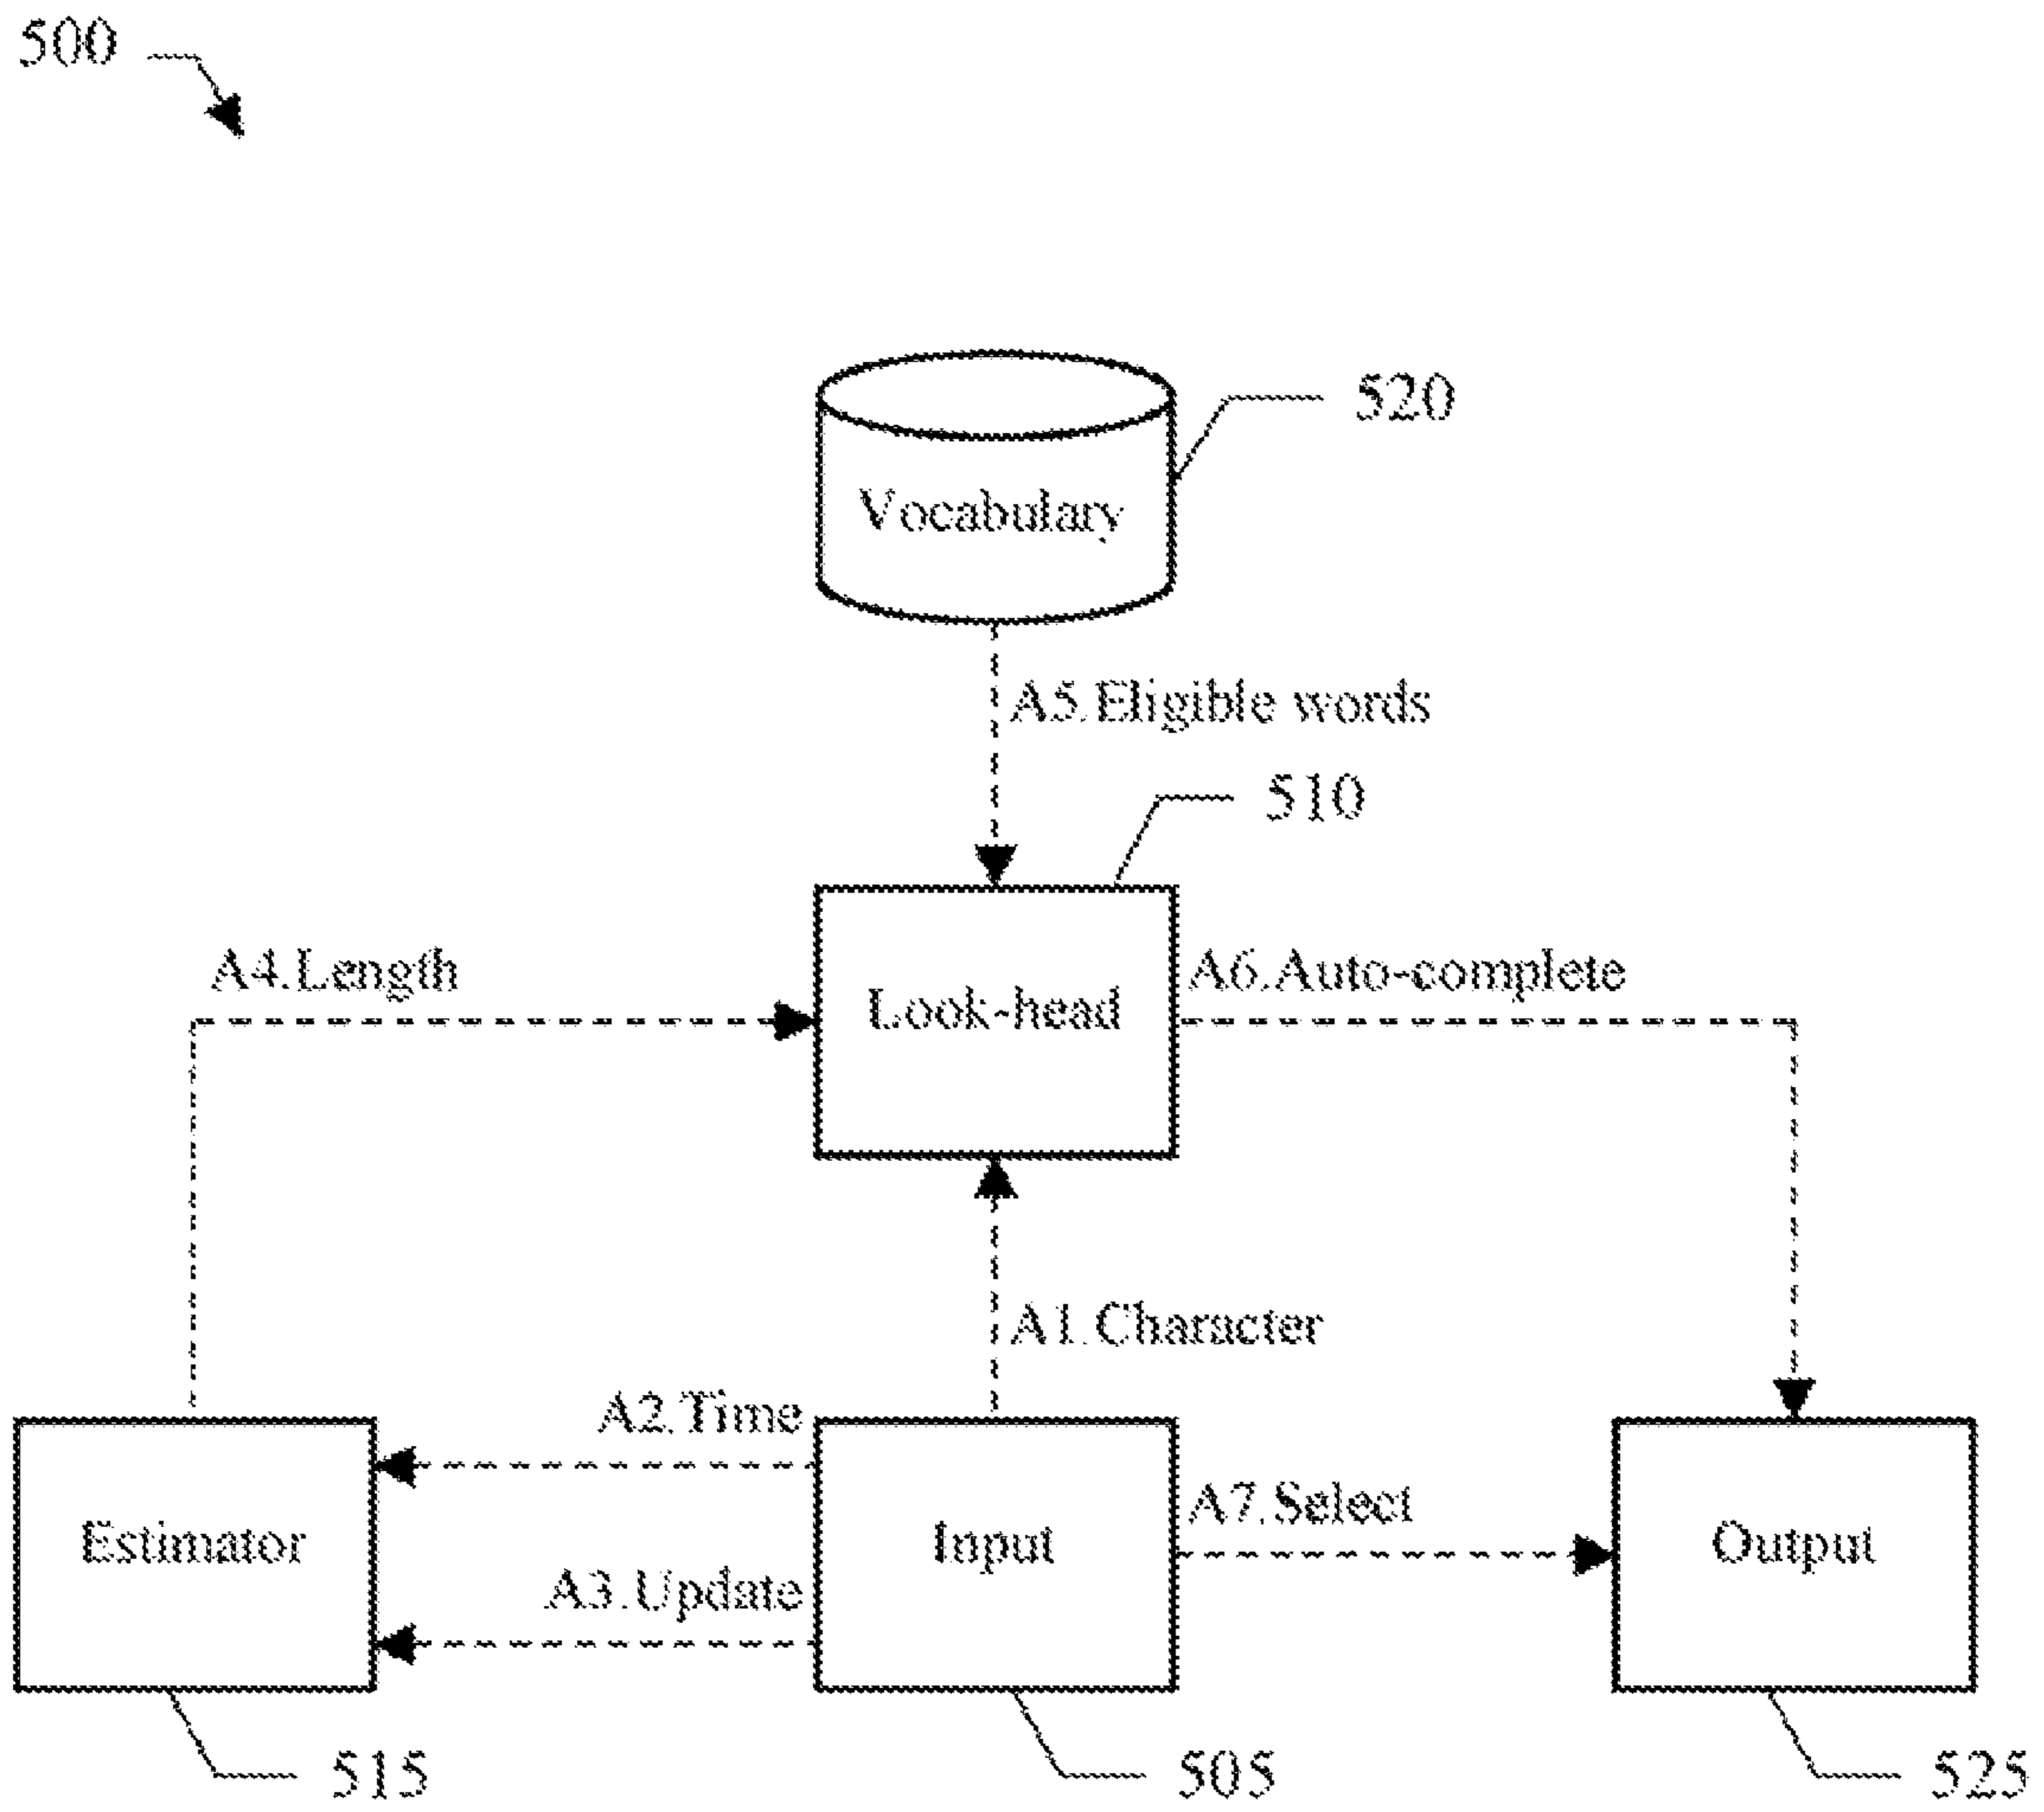 500
520
Vocabulary
A5.Eligible words
510
A4.Length
A6.Auto-complete
Look-head
A1.Character
A2.Time
A7.Select
Estimator
Input
Output
A3.Update
515
505
525